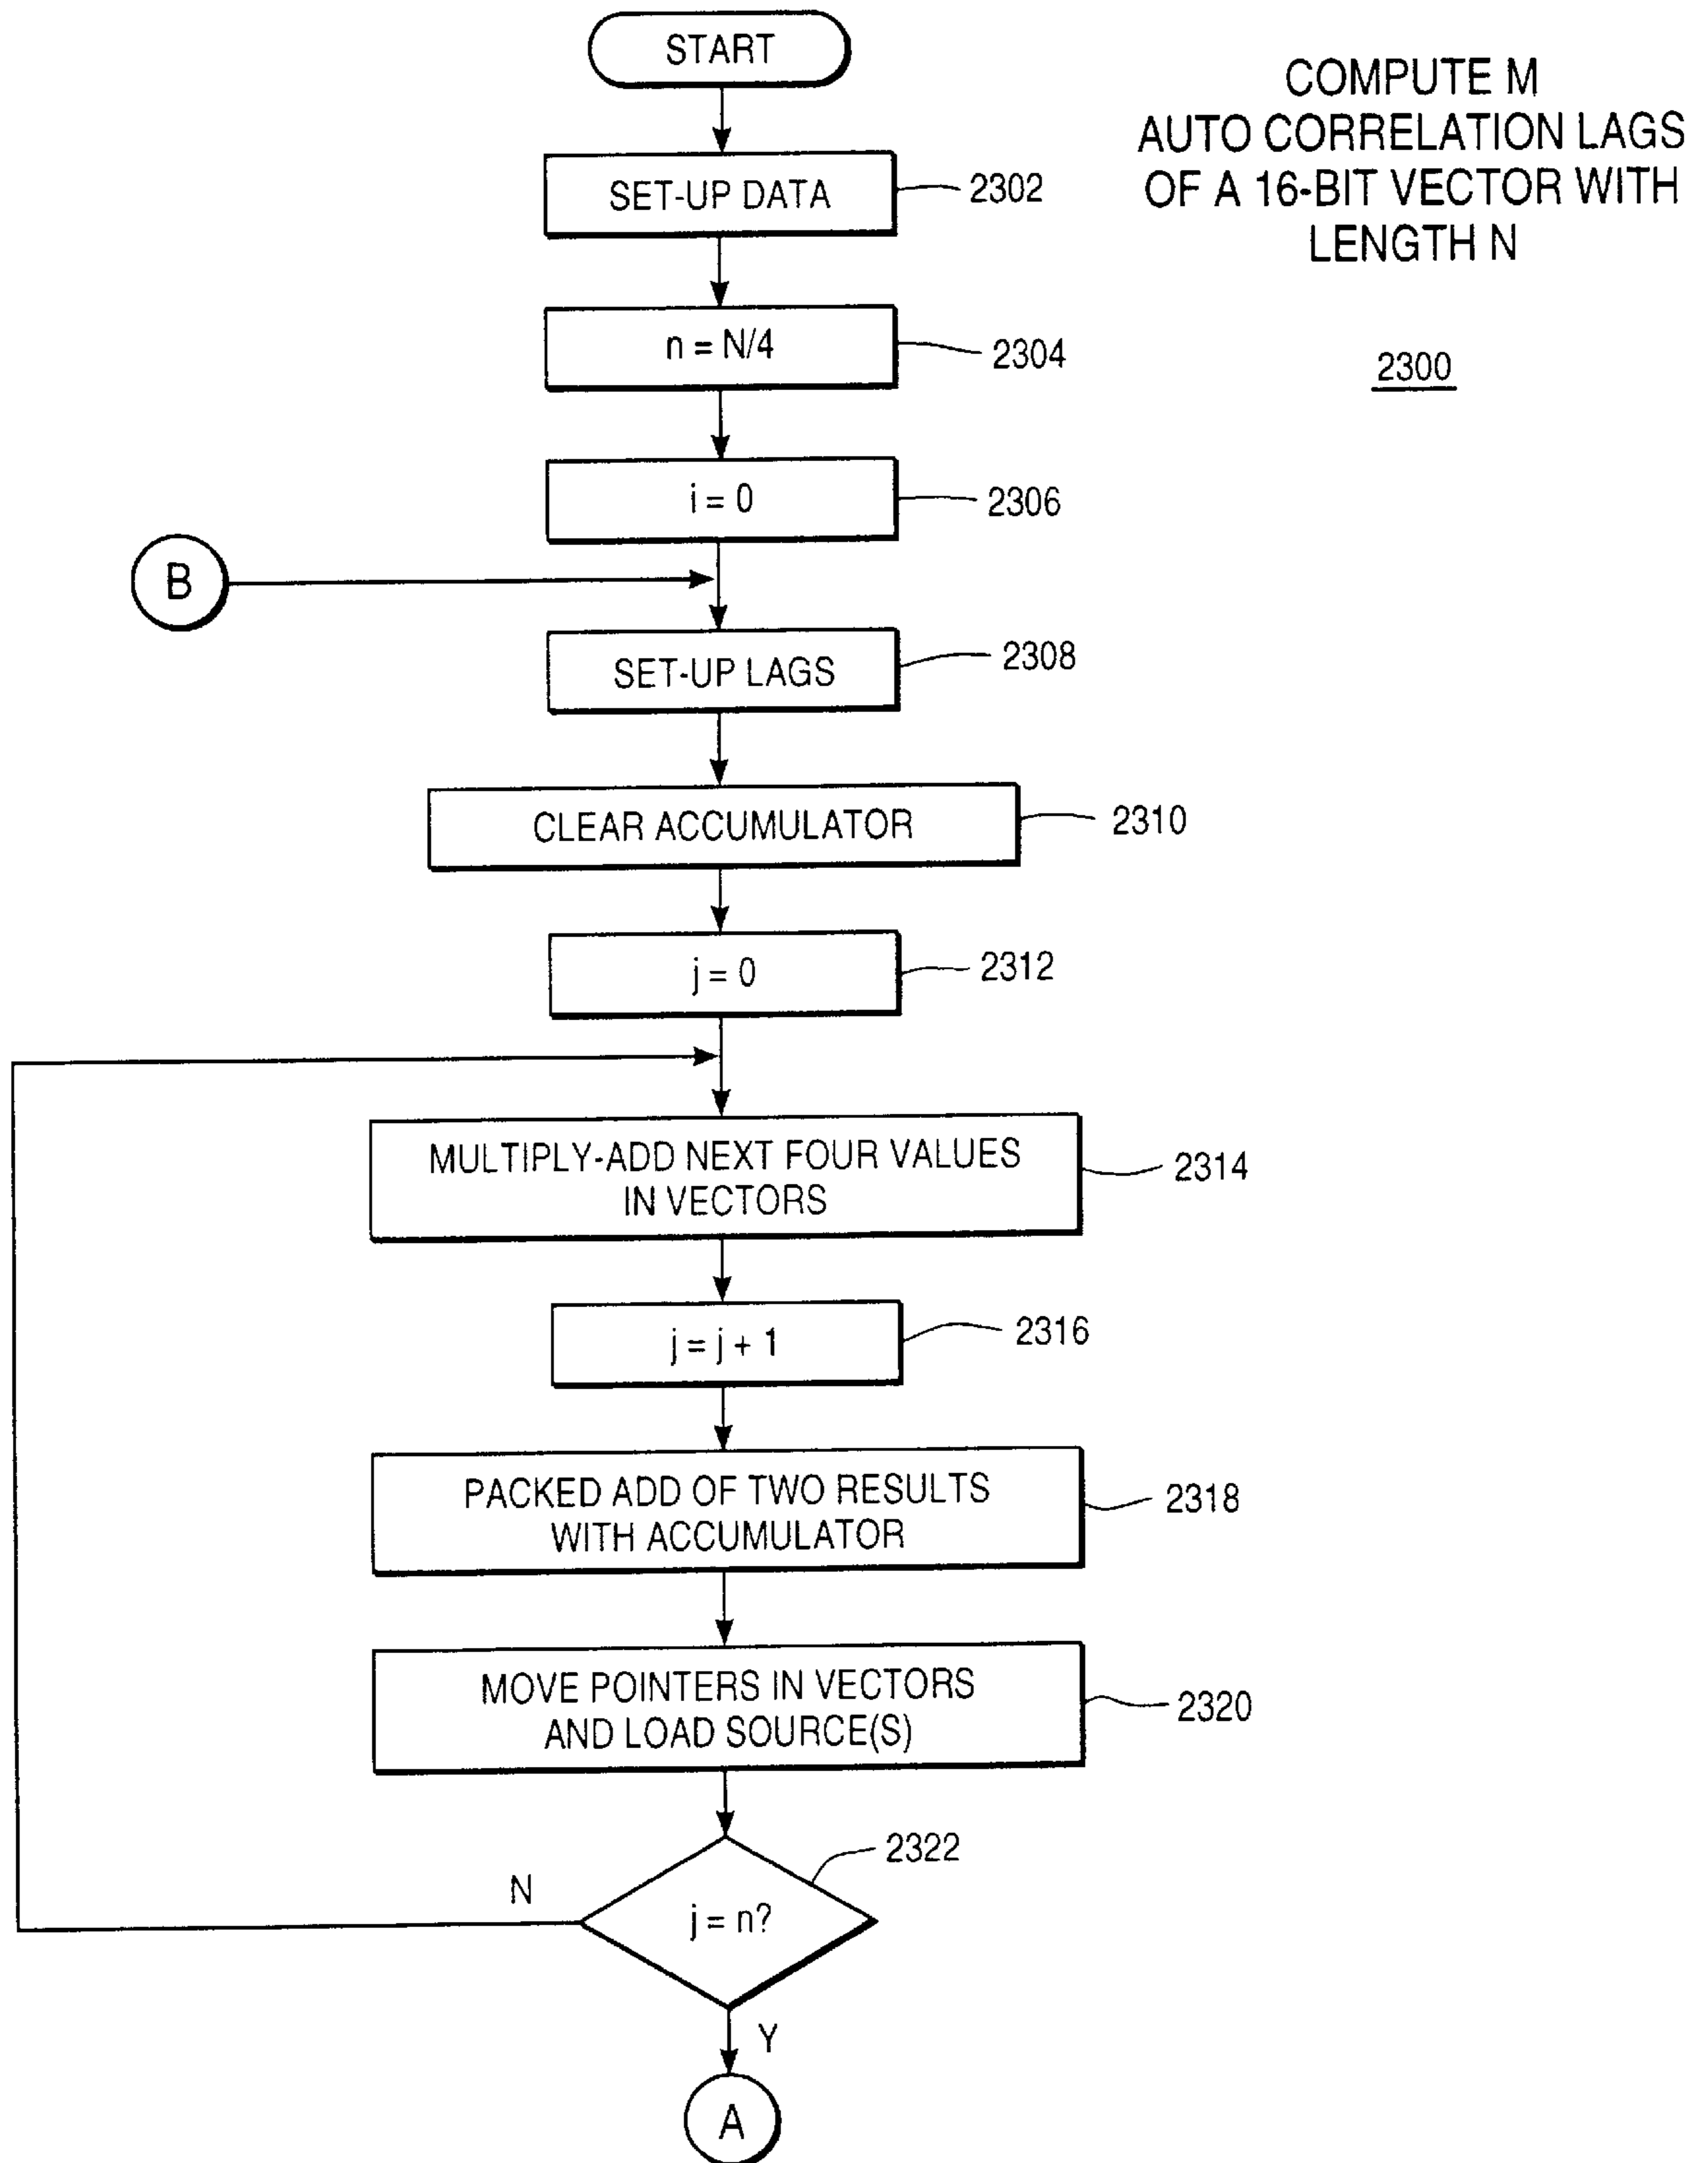 START
COMPUTE M
AUTO CORRELATION LAGS
OF A 16-BIT VECTOR WITH
LENGTH N
2300
SET-UP DATA
2302
n = N/4
2304
i = 0
2306
B
SET-UP LAGS
2308
CLEAR ACCUMULATOR
2310
j = 0
2312
MULTIPLY-ADD NEXT FOUR VALUES
IN VECTORS
2314
j = j + 1
2316
PACKED ADD OF TWO RESULTS
WITH ACCUMULATOR
2318
MOVE POINTERS IN VECTORS
AND LOAD SOURCE(S)
2320
j = n?
2322
N
Y
A